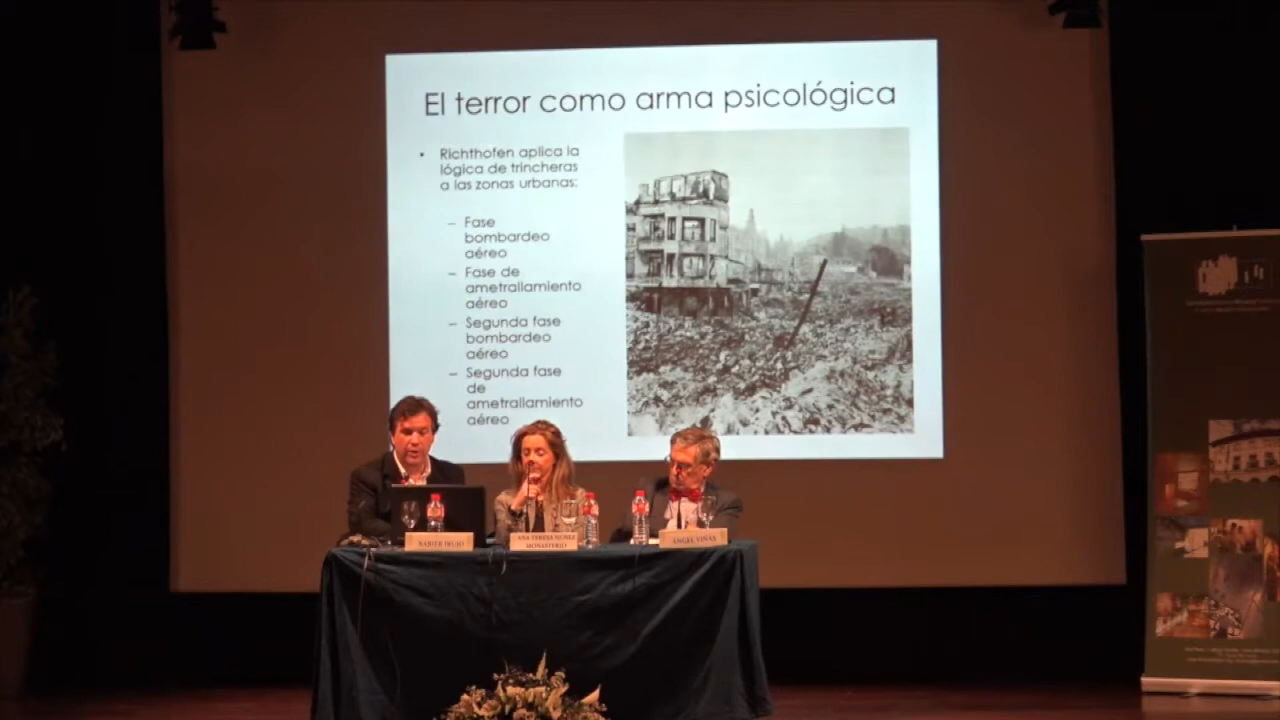 El terror como arma psicológica
• Richthofen aplica la
lógica de trincheras
a las zonas urbanas:
– Fase
bombardeo
aéreo
– Fase de
ametrallamiento
aéreo
– Segunda fase
bombardeo
aéreo
– Segunda fase
de
ametrallamiento
aéreo
XABIER IRUJO
ANA TERESA NÚÑEZ
MONASTERIO
ÁNGEL VIÑAS